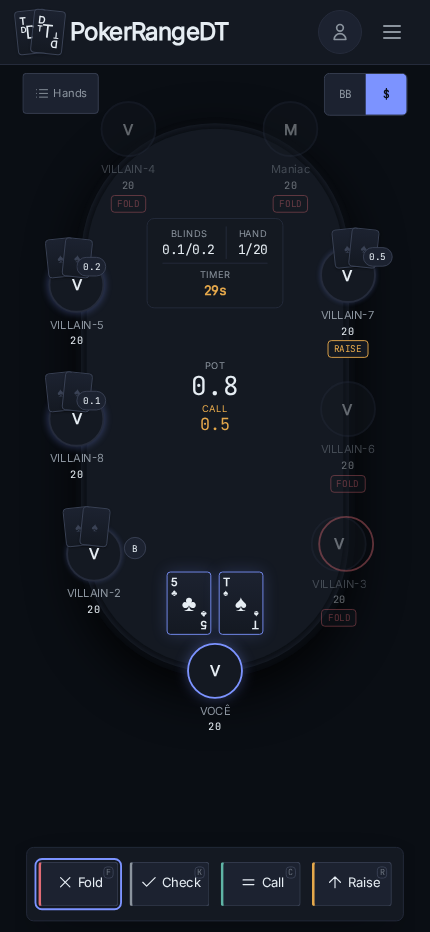 PokerRangeDT
Hands
BB
$
V
VILLAIN-4
20
FOLD
M
Maniac
20
FOLD
BLINDS
0.1/0.2
HAND
1/20
TIMER
29s
0.2
V
VILLAIN-5
20
0.5
V
VILLAIN-7
20
RAISE
POT
0.8
CALL
0.5
0.1
V
VILLAIN-8
20
V
VILLAIN-6
20
FOLD
V
B
VILLAIN-2
20
V
VILLAIN-3
20
FOLD
5
5
T
T
V
VOCÊ
20
Fold
F
Check
K
Call
C
Raise
R